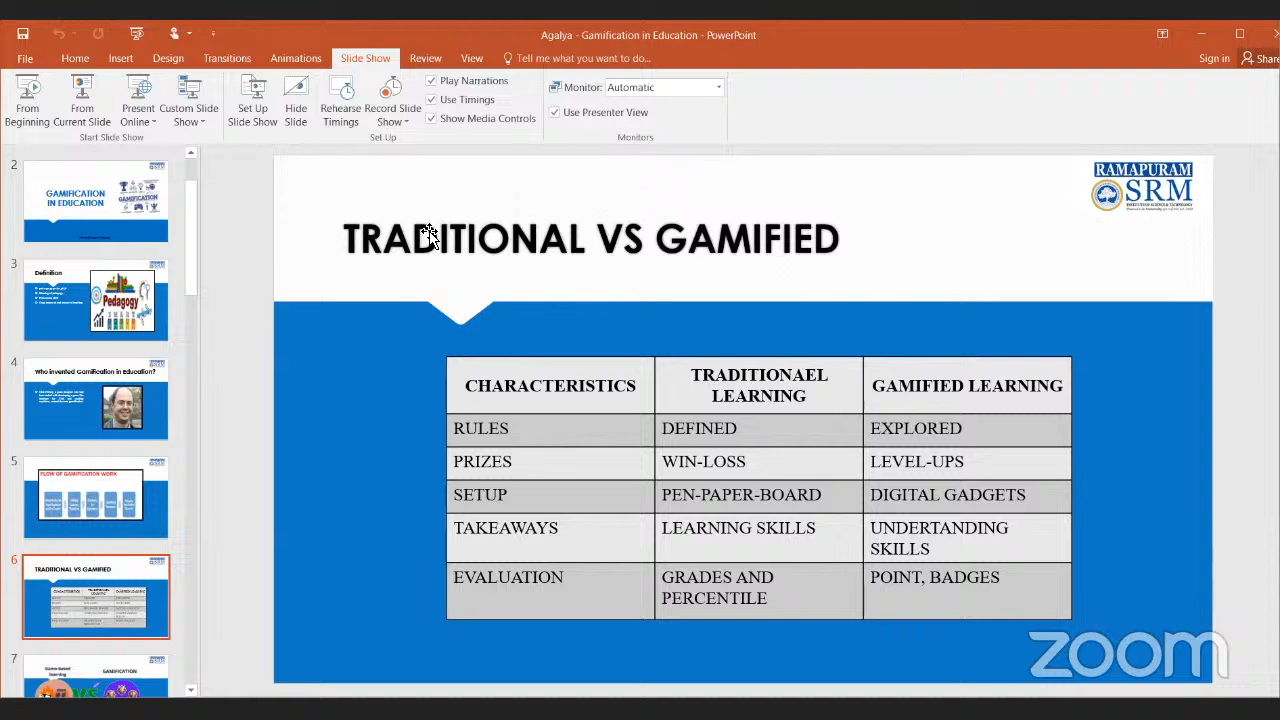 Agalya - Gamification in Education - PowerPoint
File Home Insert Design Transitions Animations Slide Show Review View Tell me what you want to do... Sign in Share
From Beginning
From Current Slide
Present Online
Custom Slide Show
Set Up Slide Show
Hide Slide
Rehearse Timings
Record Slide Show
Play Narrations
Use Timings
Show Media Controls
Monitor: Automatic
Use Presenter View
Start Slide Show
Set Up
Monitors
2
GAMIFICATION
IN EDUCATION
GAMIFICATION
3
Definition
Pedagogy
4
Who invented Gamification in Education?
5
FLOW OF GAMIFICATION WORK
6
TRADITIONAL VS GAMIFIED
7
Game-based
learning
GAMIFICATION
VS
RAMAPURAM
SRM
TRADITIONAL VS GAMIFIED
CHARACTERISTICS
TRADITIONAEL
LEARNING
GAMIFIED LEARNING
RULES
DEFINED
EXPLORED
PRIZES
WIN-LOSS
LEVEL-UPS
SETUP
PEN-PAPER-BOARD
DIGITAL GADGETS
TAKEAWAYS
LEARNING SKILLS
UNDERTANDING
SKILLS
EVALUATION
GRADES AND
PERCENTILE
POINT, BADGES
zoom